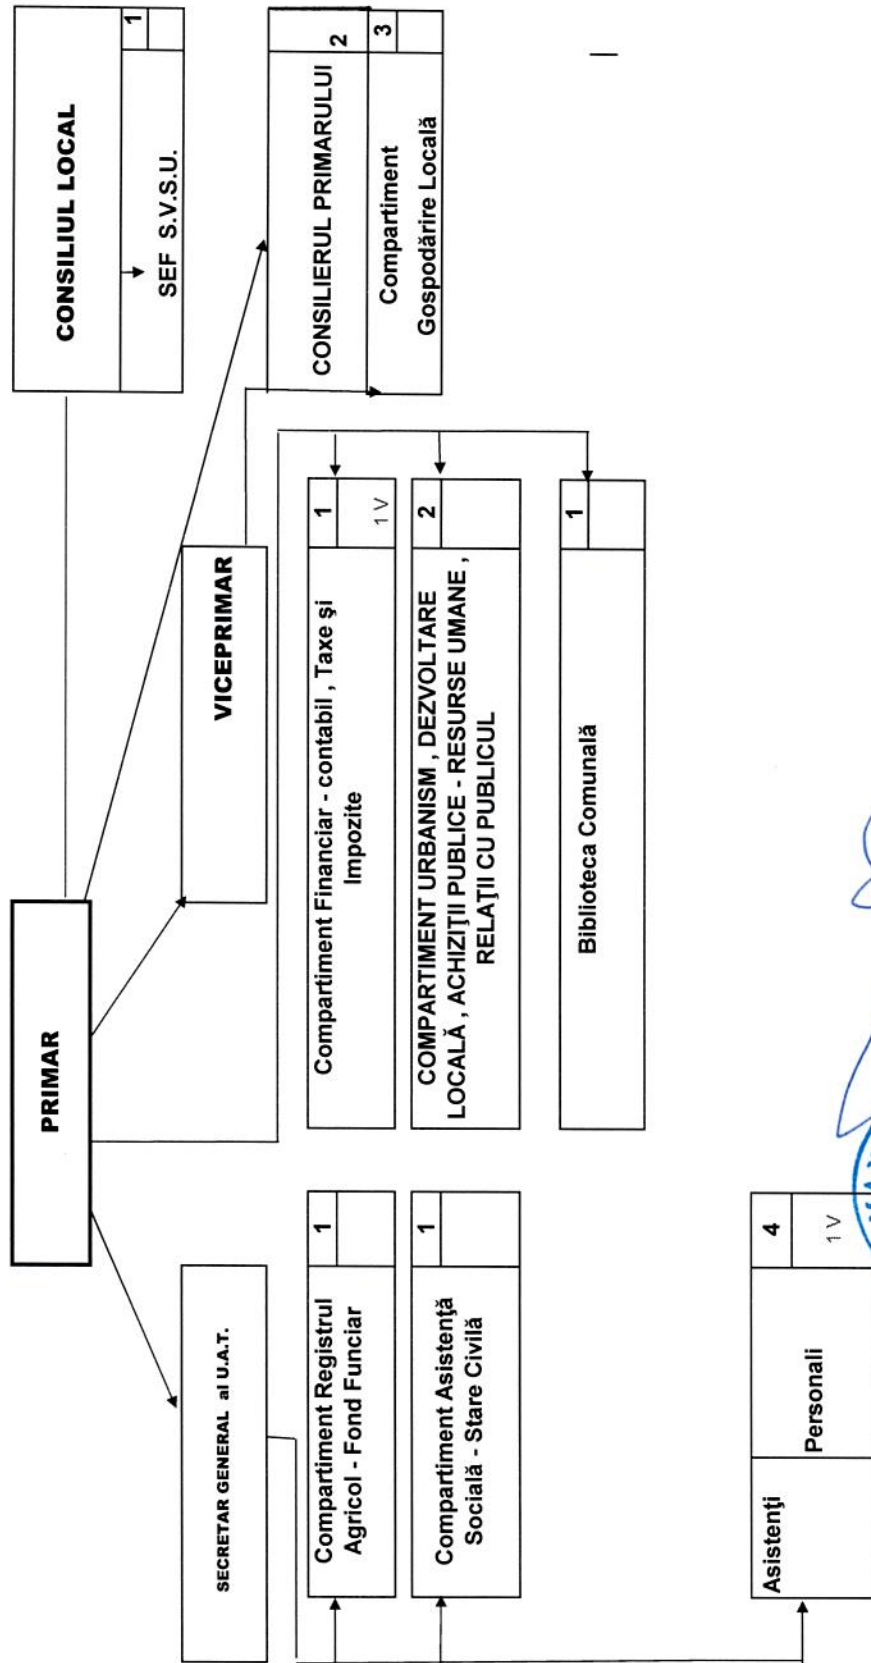 CONSILIUL LOCAL
1
SEF S.V.S.U.
PRIMAR
CONSILIERUL PRIMARULUI
2
Compartiment
Gospodărire Locală
3
VICEPRIMAR
SECRETAR GENERAL al U.A.T.
Compartiment Registrul
Agricol - Fond Funciar
1
Compartiment Asistenţă
Socială - Stare Civilă
1
Asistenţi
Personali
4
1 V
Compartiment Financiar - contabil , Taxe şi
Impozite
1
1 V
COMPARTIMENT URBANISM , DEZVOLTARE
LOCALĂ , ACHIZIŢII PUBLICE - RESURSE UMANE ,
RELAŢII CU PUBLICUL
2
Biblioteca Comunală
1